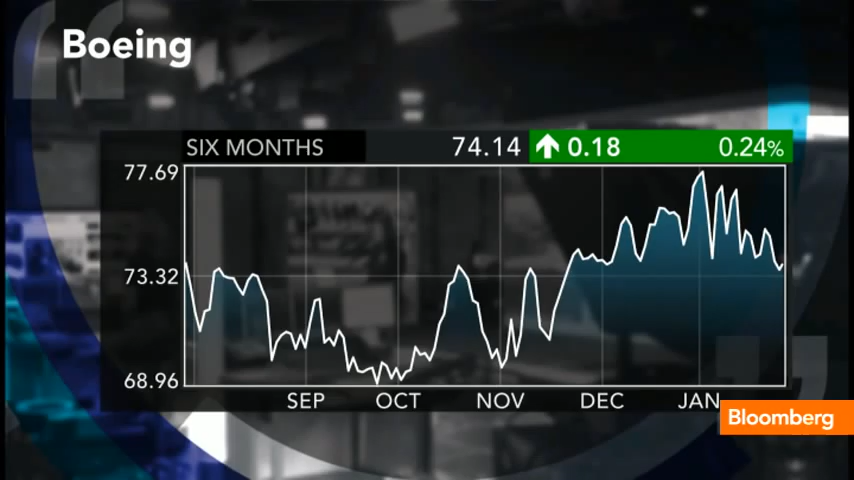 Boeing
SIX MONTHS 74.14 0.18 0.24%
77.69
73.32
68.96
SEP OCT NOV DEC JAN
Bloomberg